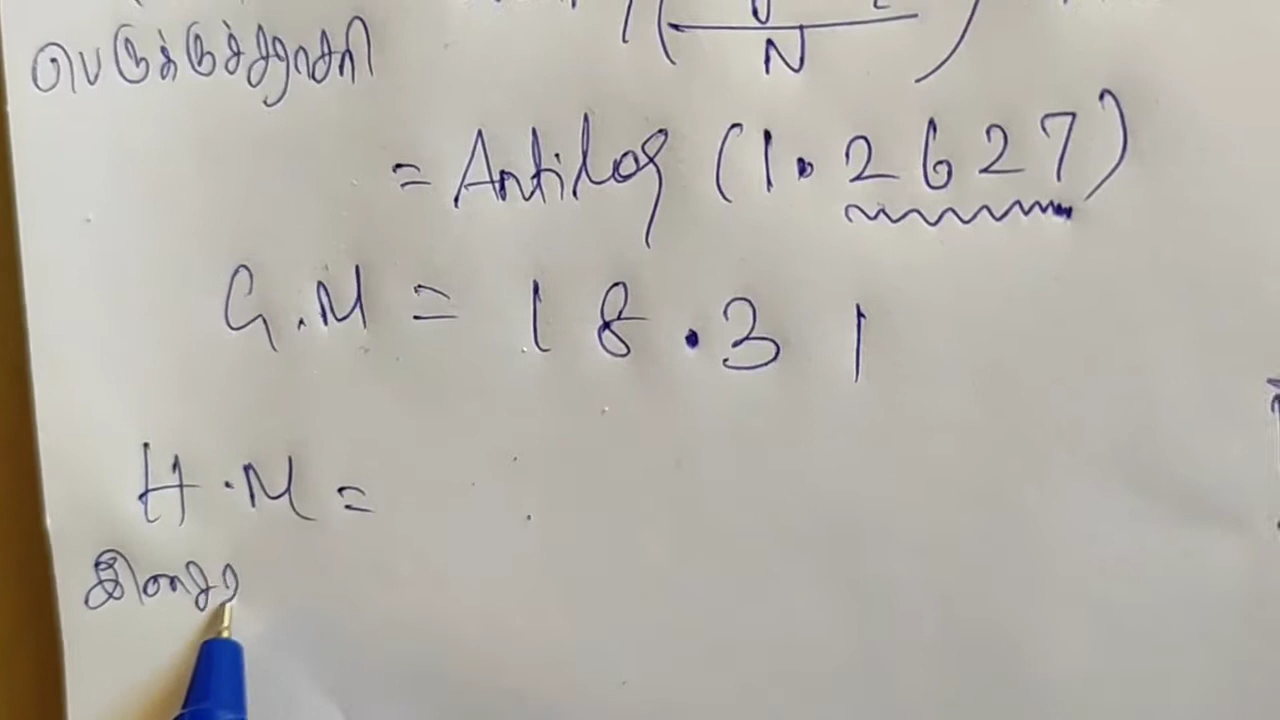 N
பெருக்குச்சராசரி
= Antilog (1.2627)
G.M = 18.31
H.M =
இசை